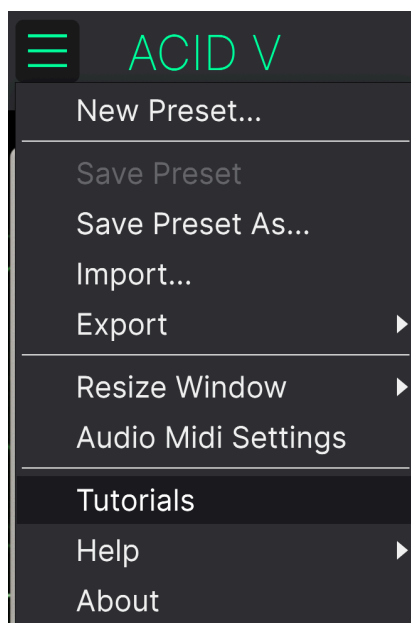 ACID V
New Preset...
Save Preset
Save Preset As...
Import...
Export
Resize Window
Audio Midi Settings
Tutorials
Help
About